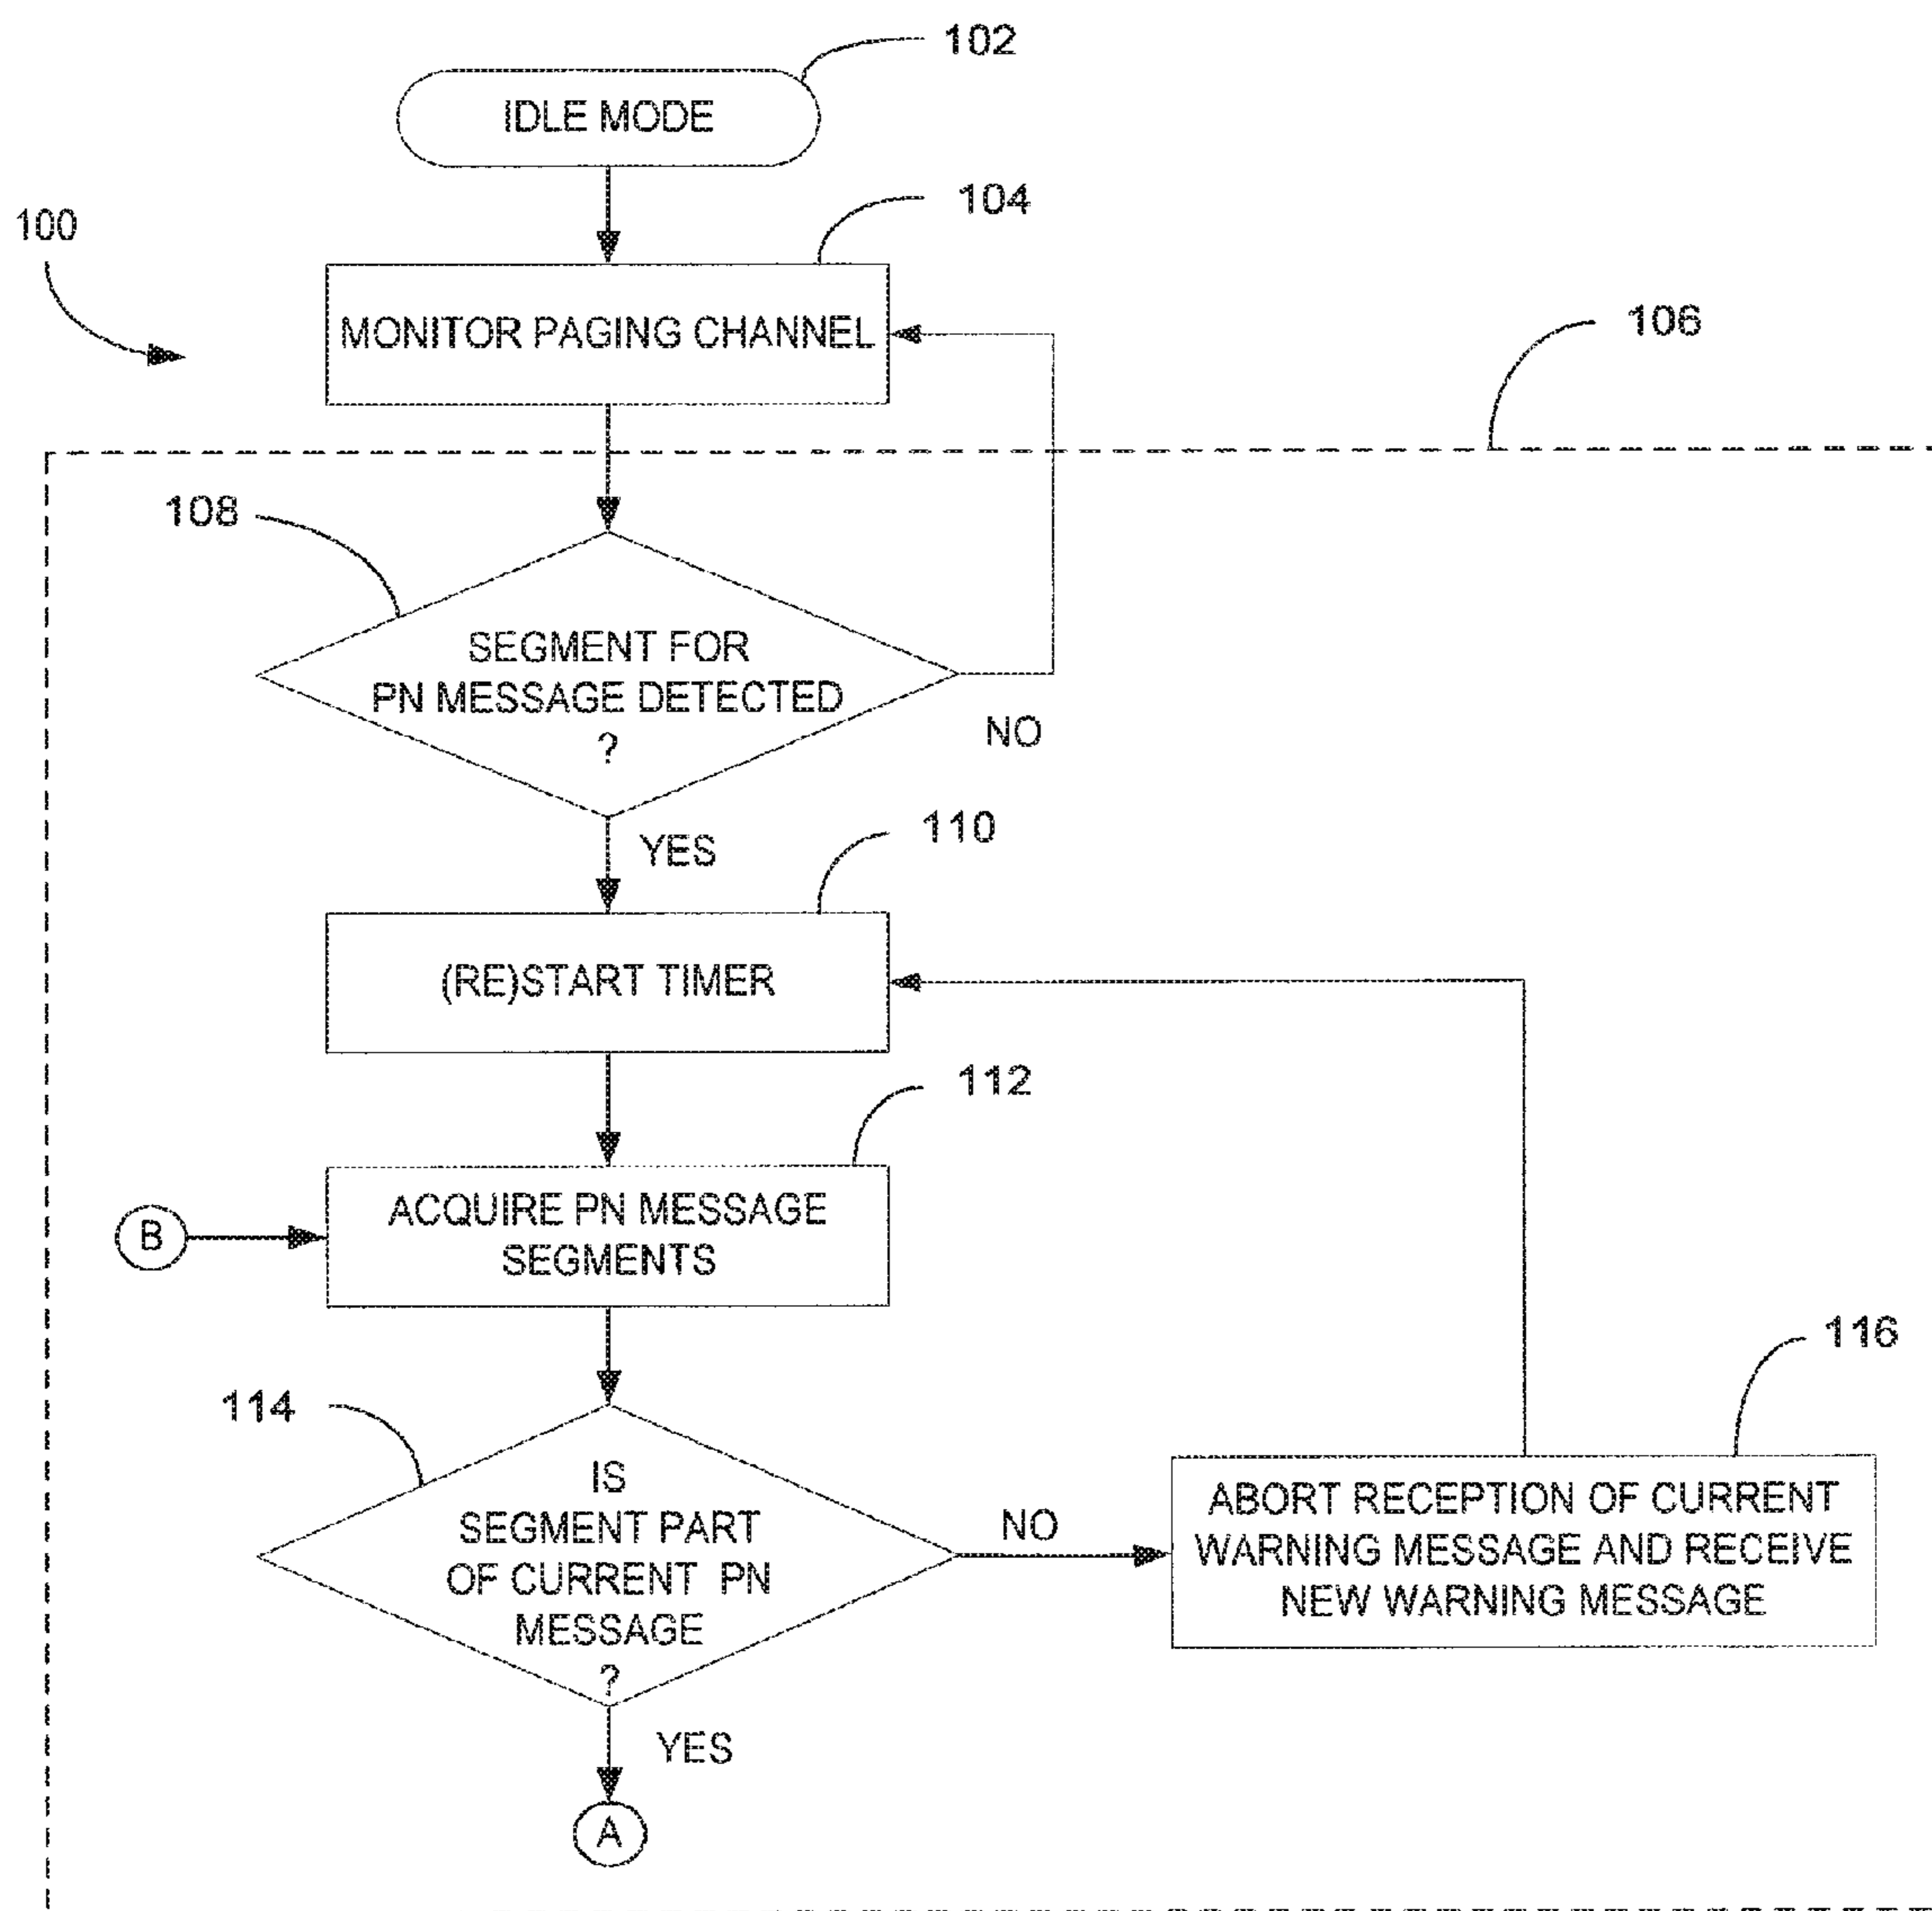 102
IDLE MODE
104
100
MONITOR PAGING CHANNEL
106
108
SEGMENT FOR
PN MESSAGE DETECTED
?
NO
YES
110
(RE)START TIMER
112
B
ACQUIRE PN MESSAGE
SEGMENTS
114
IS
SEGMENT PART
OF CURRENT PN
MESSAGE
?
NO
116
ABORT RECEPTION OF CURRENT
WARNING MESSAGE AND RECEIVE
NEW WARNING MESSAGE
YES
A